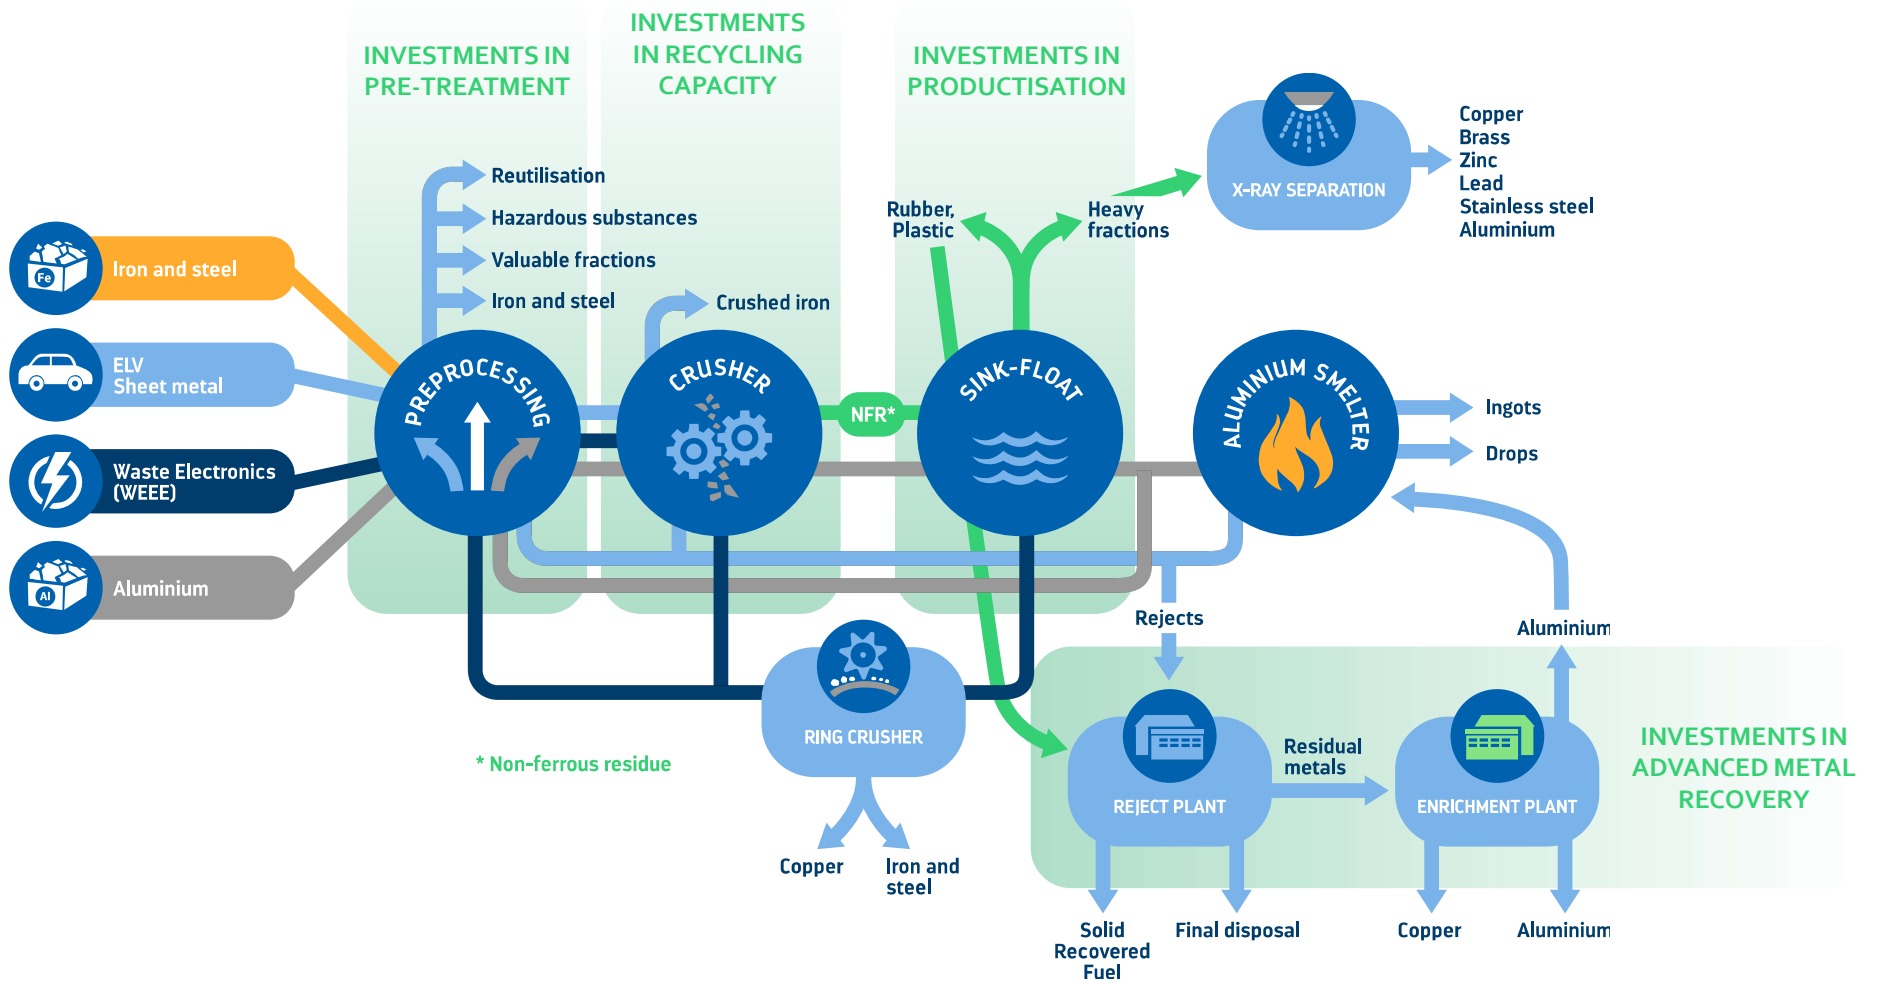 INVESTMENTS IN
PRE-TREATMENT
INVESTMENTS
IN RECYCLING
CAPACITY
INVESTMENTS IN
PRODUCTISATION
Copper
Brass
Zinc
Lead
Stainless steel
Aluminium
X-RAY SEPARATION
Reutilisation
Hazardous substances
Valuable fractions
Iron and steel
Crushed iron
Rubber,
Plastic
Heavy
fractions
Fe
Iron and steel
ELV
Sheet metal
Waste Electronics
(WEEE)
Al
Aluminium
PREPROCESSING
CRUSHER
NFR*
SINK-FLOAT
ALUMINIUM SMELTER
Ingots
Drops
Rejects
Aluminium
RING CRUSHER
* Non-ferrous residue
Copper
Iron and
steel
REJECT PLANT
Residual
metals
ENRICHMENT PLANT
INVESTMENTS IN
ADVANCED METAL
RECOVERY
Solid
Recovered
Fuel
Final disposal
Copper
Aluminium